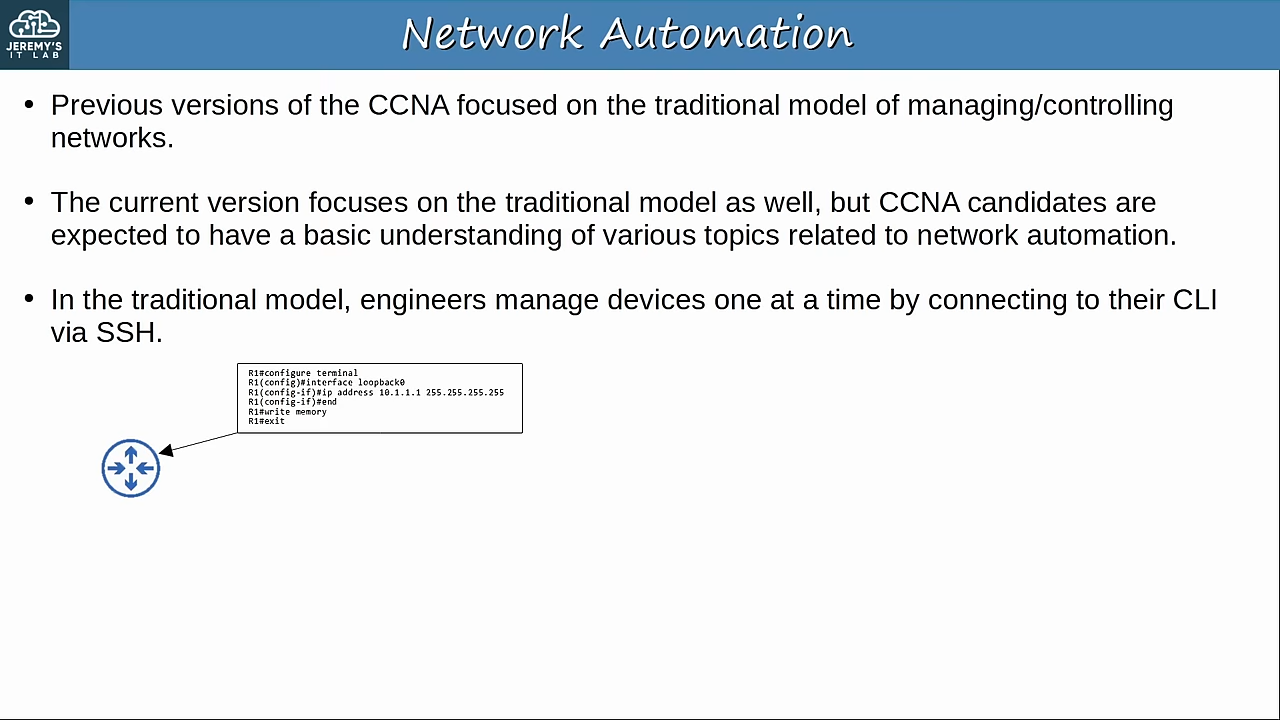 JEREMY'S
IT LAB
Network Automation
• Previous versions of the CCNA focused on the traditional model of managing/controlling
networks.
• The current version focuses on the traditional model as well, but CCNA candidates are
expected to have a basic understanding of various topics related to network automation.
• In the traditional model, engineers manage devices one at a time by connecting to their CLI
via SSH.
R1#configure terminal
R1(config)#interface loopback0
R1(config-if)#ip address 10.1.1.1 255.255.255.255
R1(config-if)#end
R1#write memory
R1#exit